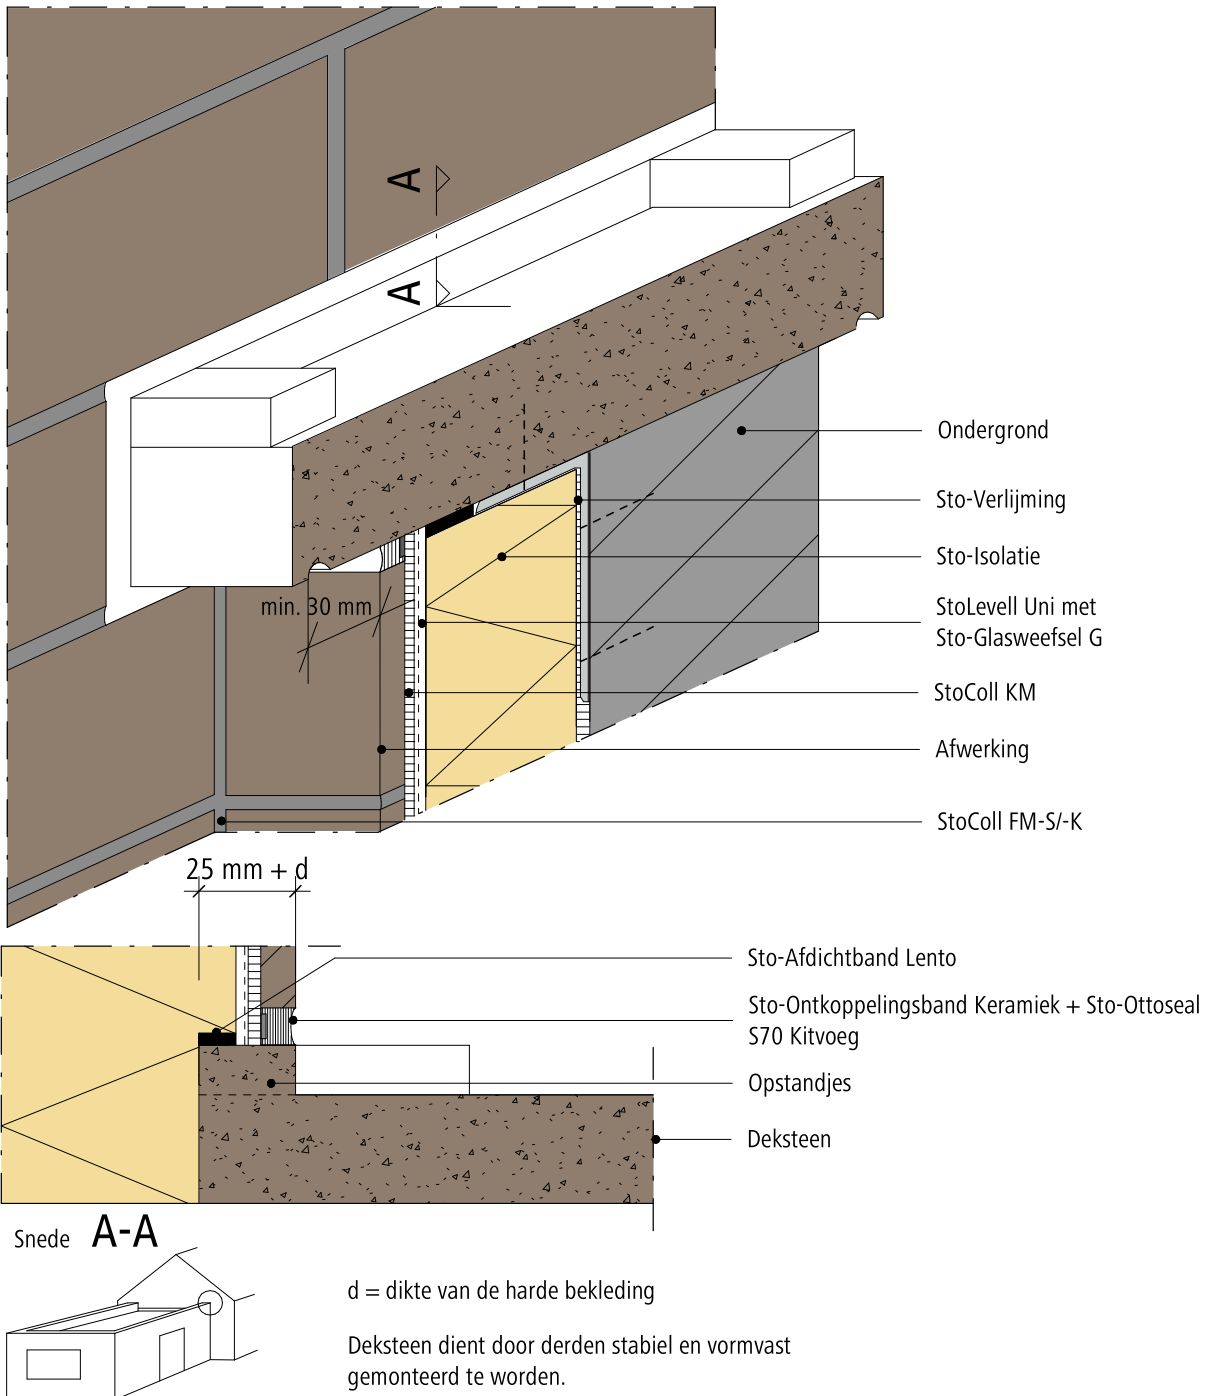 A
A
Ondergrond
Sto-Verlijming
Sto-Isolatie
min. 30 mm
StoLevell Uni met
Sto-Glasweefsel G
StoColl KM
Afwerking
StoColl FM-S/-K
25 mm + d
Sto-Afdichtband Lento
Sto-Ontkoppelingsband Keramiek + Sto-Ottoseal
S70 Kitvoeg
Opstandjes
Deksteen
Snede A-A
d = dikte van de harde bekleding
Deksteen dient door derden stabiel en vormvast
gemonteerd te worden.